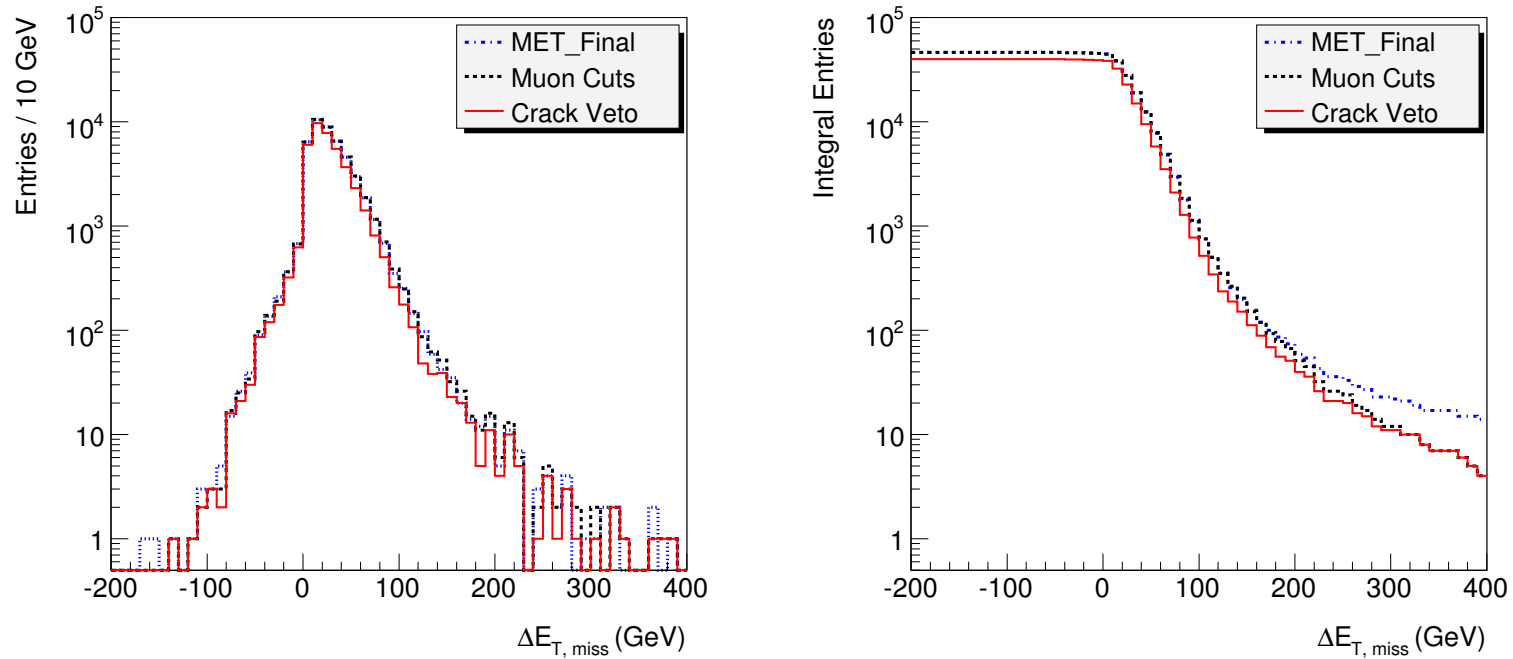 Entries / 10 GeV
10^5
10^4
10^3
10^2
10
1
-200 -100 0 100 200 300 400
ΔE_T, miss (GeV)
MET_Final
Muon Cuts
Crack Veto
Integral Entries
10^5
10^4
10^3
10^2
10
1
-200 -100 0 100 200 300 400
ΔE_T, miss (GeV)
MET_Final
Muon Cuts
Crack Veto